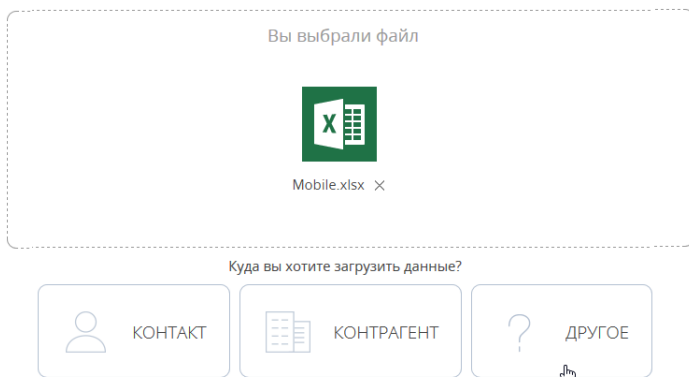 Вы выбрали файл
X
Mobile.xlsx ×
Куда вы хотите загрузить данные?
КОНТАКТ
КОНТРАГЕНТ
? ДРУГОЕ